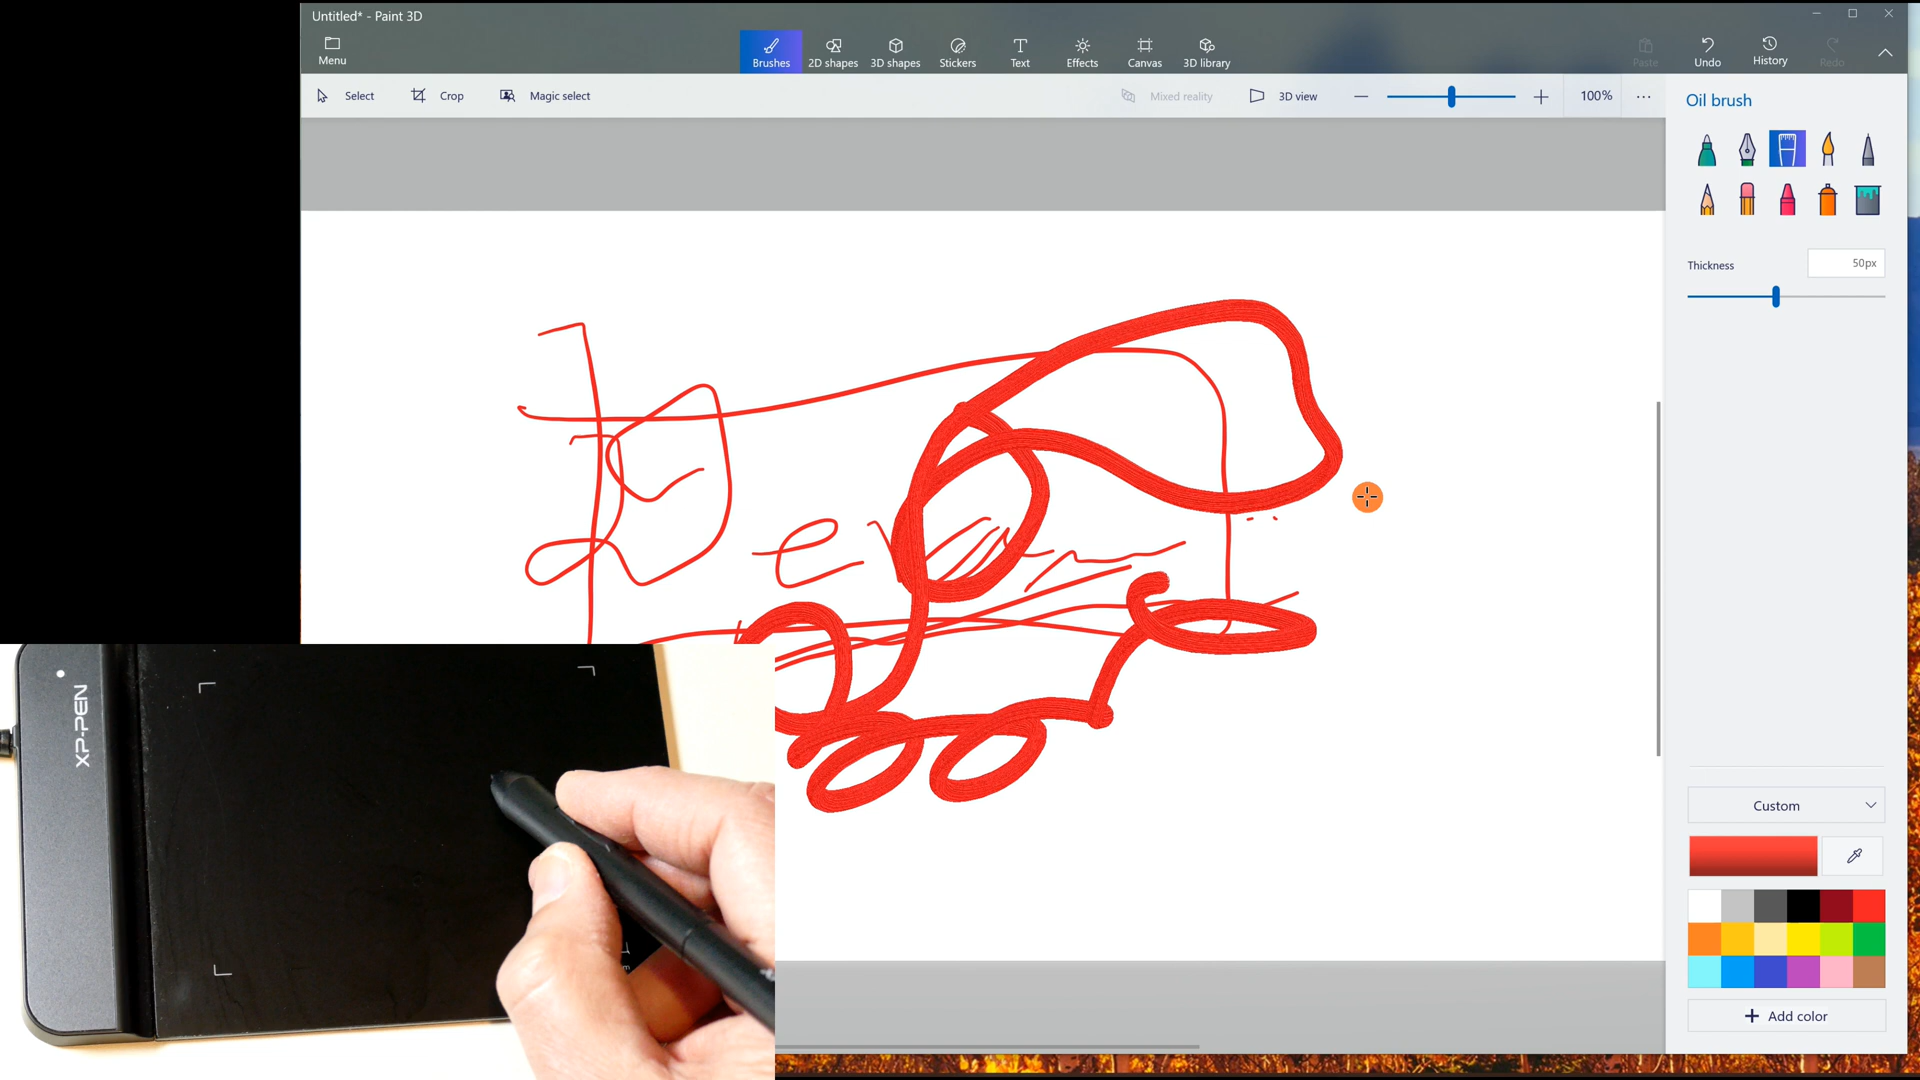 Untitled* - Paint 3D
Menu
Brushes
2D shapes
3D shapes
Stickers
Text
Effects
Canvas
3D library
Paste
Undo
History
Redo
Select
Crop
Magic select
Mixed reality
3D view
100%
Oil brush
Thickness
50px
Custom
Add color
XP-PEN